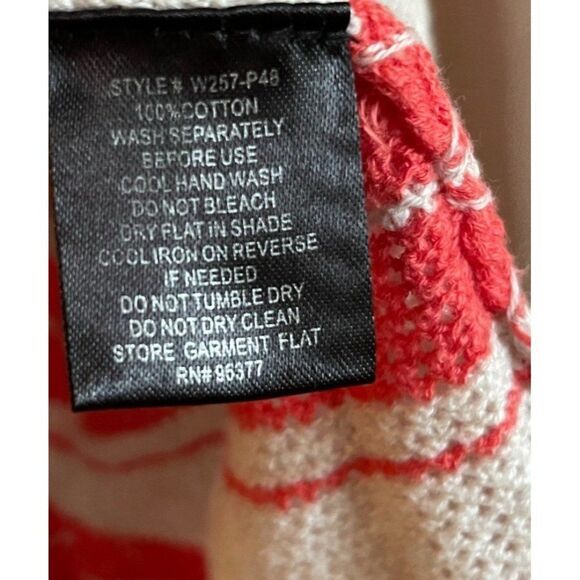 STYLE# W257-P48
100%COTTON
WASH SEPARATELY
BEFORE USE
COOL HAND WASH
DO NOT BLEACH
DRY FLAT IN SHADE
COOL IRON ON REVERSE
IF NEEDED
DO NOT TUMBLE DRY
DO NOT DRY CLEAN
STORE GARMENT FLAT
RN# 96377